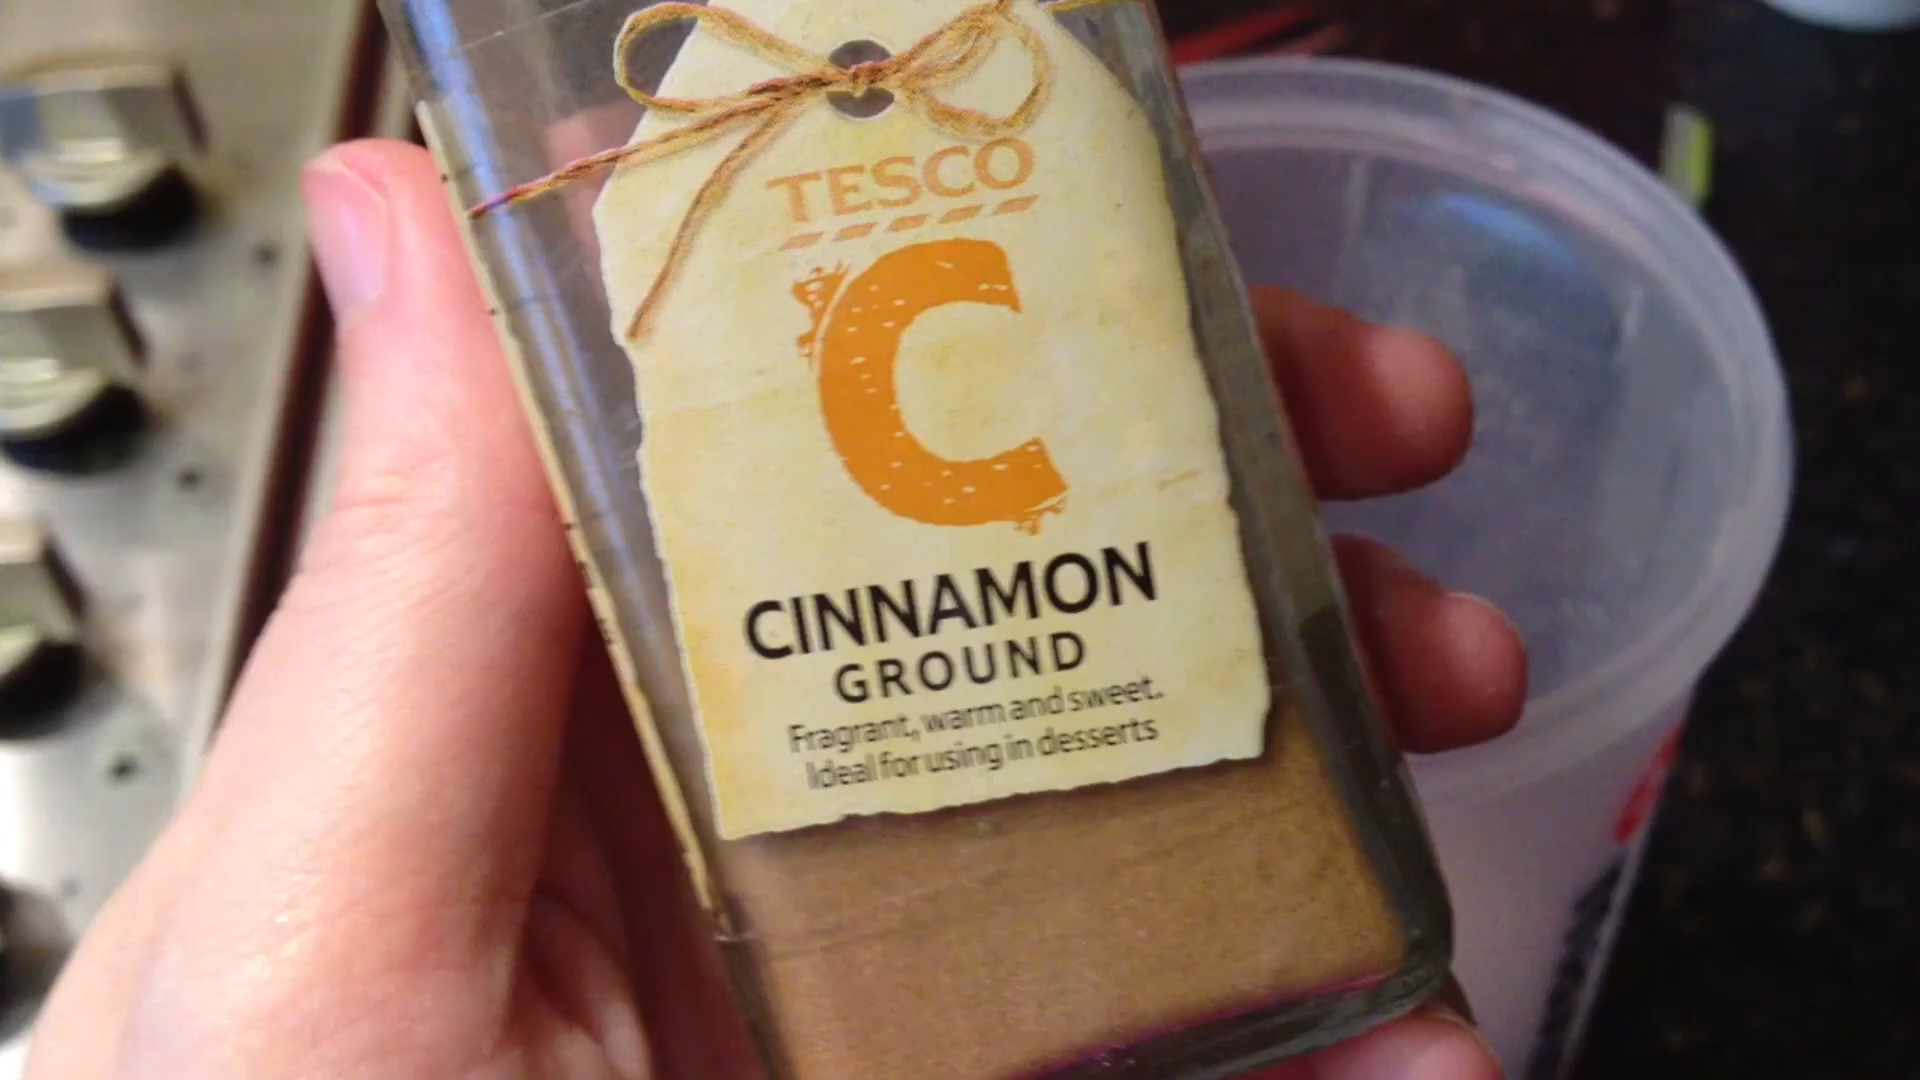 TESCO
C
CINNAMON
GROUND
Fragrant, warm and sweet.
Ideal for using in desserts